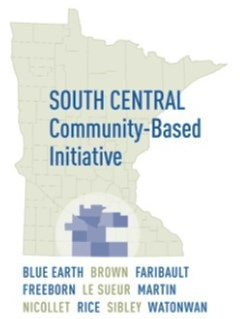 SOUTH CENTRAL
Community-Based
Initiative
BLUE EARTH BROWN FARIBAULT
FREEBORN LE SUEUR MARTIN
NICOLLET RICE SIBLEY WATONWAN